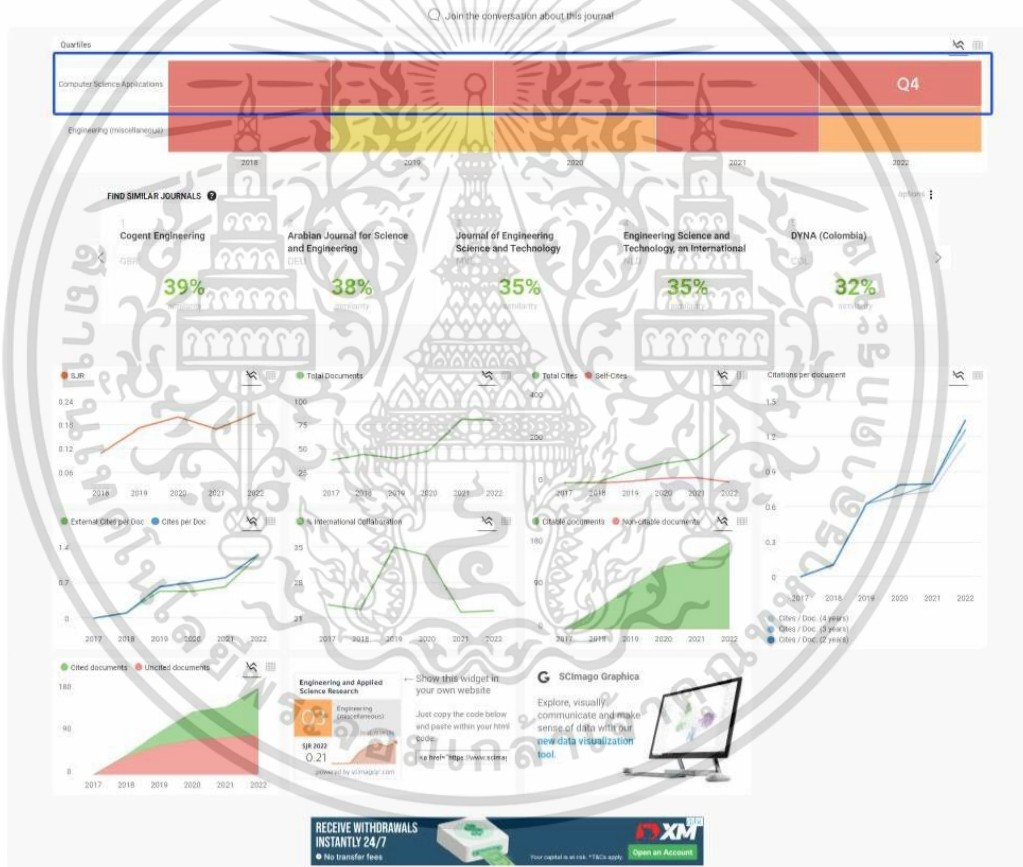 Join the conversation about this journal
Quartiles
Computer Science Applications
Q4
Engineering (miscellaneous)
2018 2019 2020 2021 2022
FIND SIMILAR JOURNALS
options
1
Cogent Engineering
GBR
39%
similarity
Arabian Journal for Science
and Engineering
DEU
38%
similarity
Journal of Engineering
Science and Technology
MYS
35%
similarity
Engineering Science and
Technology, an International
NLD
35%
similarity
DYNA (Colombia)
COL
32%
similarity
SJR
0.24
0.18
0.12
0.06
2018 2019 2020 2021 2022
Total Documents
100
75
50
25
2017 2018 2019 2020 2021 2022
Total Cites Self-Cites
400
200
0
2017 2018 2019 2020 2021 2022
Citations per document
1.5
1.2
0.9
0.6
0.3
0
2017 2018 2019 2020 2021 2022
Cites / Doc. (4 years)
Cites / Doc. (3 years)
Cites / Doc. (2 years)
External Cites per Doc Cites per Doc
1.4
0.7
0
2017 2018 2019 2020 2021 2022
% International Collaboration
35
28
21
2017 2018 2019 2020 2021 2022
Citable documents Non-citable documents
180
90
0
2017 2018 2019 2020 2021 2022
Cited documents Uncited documents
180
90
0
2017 2018 2019 2020 2021 2022
Engineering and Applied
Science Research
Q3
Engineering
(miscellaneous)
best quartile
SJR 2022
0.21
powered by scimagojr.com
← Show this widget in
your own website
Just copy the code below
and paste within your html
code:
<a href="https://www.scimag
SCImago Graphica
Explore, visually
communicate and make
sense of data with our
new data visualization
tool.
RECEIVE WITHDRAWALS
INSTANTLY 24/7
No transfer fees
Your capital is at risk. *T&Cs apply.
XM
Open an Account